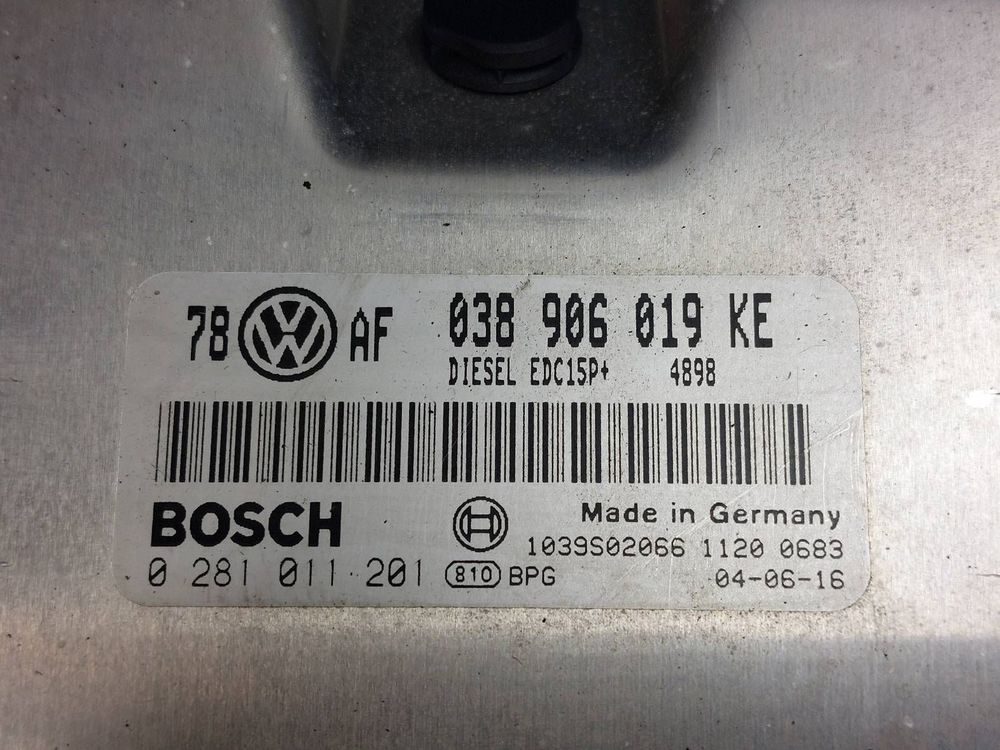 78 VW AF 038 906 019 KE
DIESEL EDC15P+ 4898
BOSCH
Made in Germany
1039S02066 1120 0683
0 281 011 201 810 BPG 04-06-16